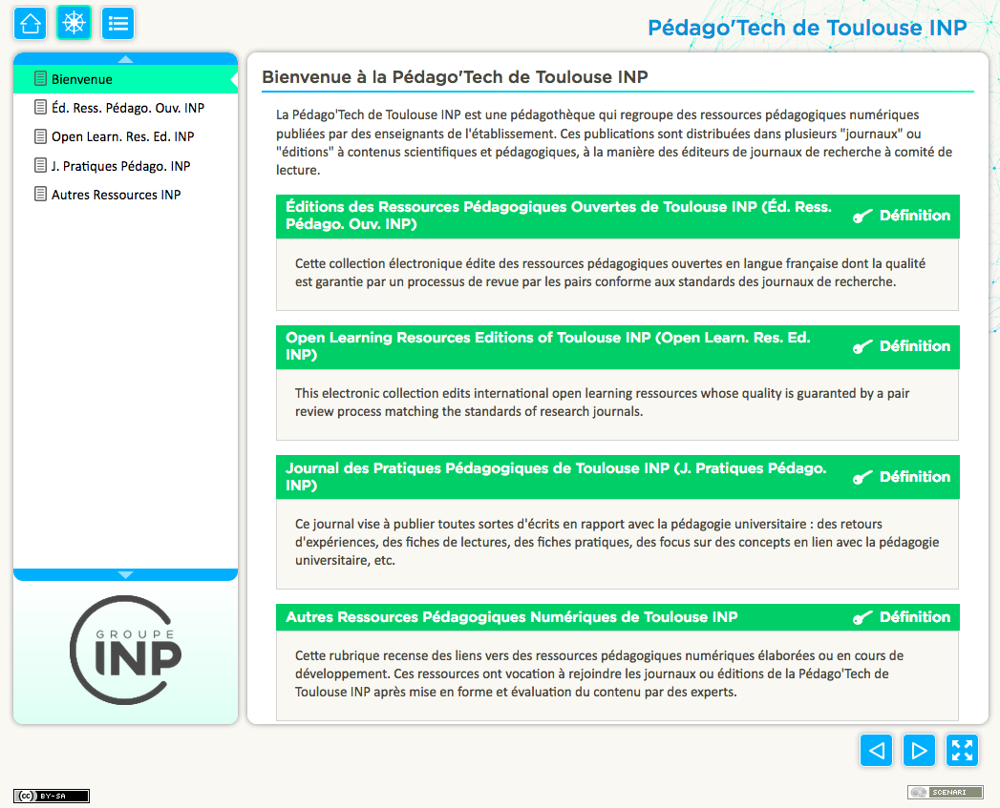 Pédago'Tech de Toulouse INP
Bienvenue
Éd. Ress. Pédago. Ouv. INP
Open Learn. Res. Ed. INP
J. Pratiques Pédago. INP
Autres Ressources INP
GROUPE
INP
Bienvenue à la Pédago'Tech de Toulouse INP
La Pédago'Tech de Toulouse INP est une pédagothèque qui regroupe des ressources pédagogiques numériques
publiées par des enseignants de l'établissement. Ces publications sont distribuées dans plusieurs "journaux" ou
"éditions" à contenus scientifiques et pédagogiques, à la manière des éditeurs de journaux de recherche à comité de
lecture.
Éditions des Ressources Pédagogiques Ouvertes de Toulouse INP (Éd. Ress.
Pédago. Ouv. INP)
Définition
Cette collection électronique édite des ressources pédagogiques ouvertes en langue française dont la qualité
est garantie par un processus de revue par les pairs conforme aux standards des journaux de recherche.
Open Learning Resources Editions of Toulouse INP (Open Learn. Res. Ed.
INP)
Définition
This electronic collection edits international open learning ressources whose quality is guaranted by a pair
review process matching the standards of research journals.
Journal des Pratiques Pédagogiques de Toulouse INP (J. Pratiques Pédago.
INP)
Définition
Ce journal vise à publier toutes sortes d'écrits en rapport avec la pédagogie universitaire : des retours
d'expériences, des fiches de lectures, des fiches pratiques, des focus sur des concepts en lien avec la pédagogie
universitaire, etc.
Autres Ressources Pédagogiques Numériques de Toulouse INP
Définition
Cette rubrique recense des liens vers des ressources pédagogiques numériques élaborées ou en cours de
développement. Ces ressources ont vocation à rejoindre les journaux ou éditions de la Pédago'Tech de
Toulouse INP après mise en forme et évaluation du contenu par des experts.
(cc) BY-SA
SCENARI